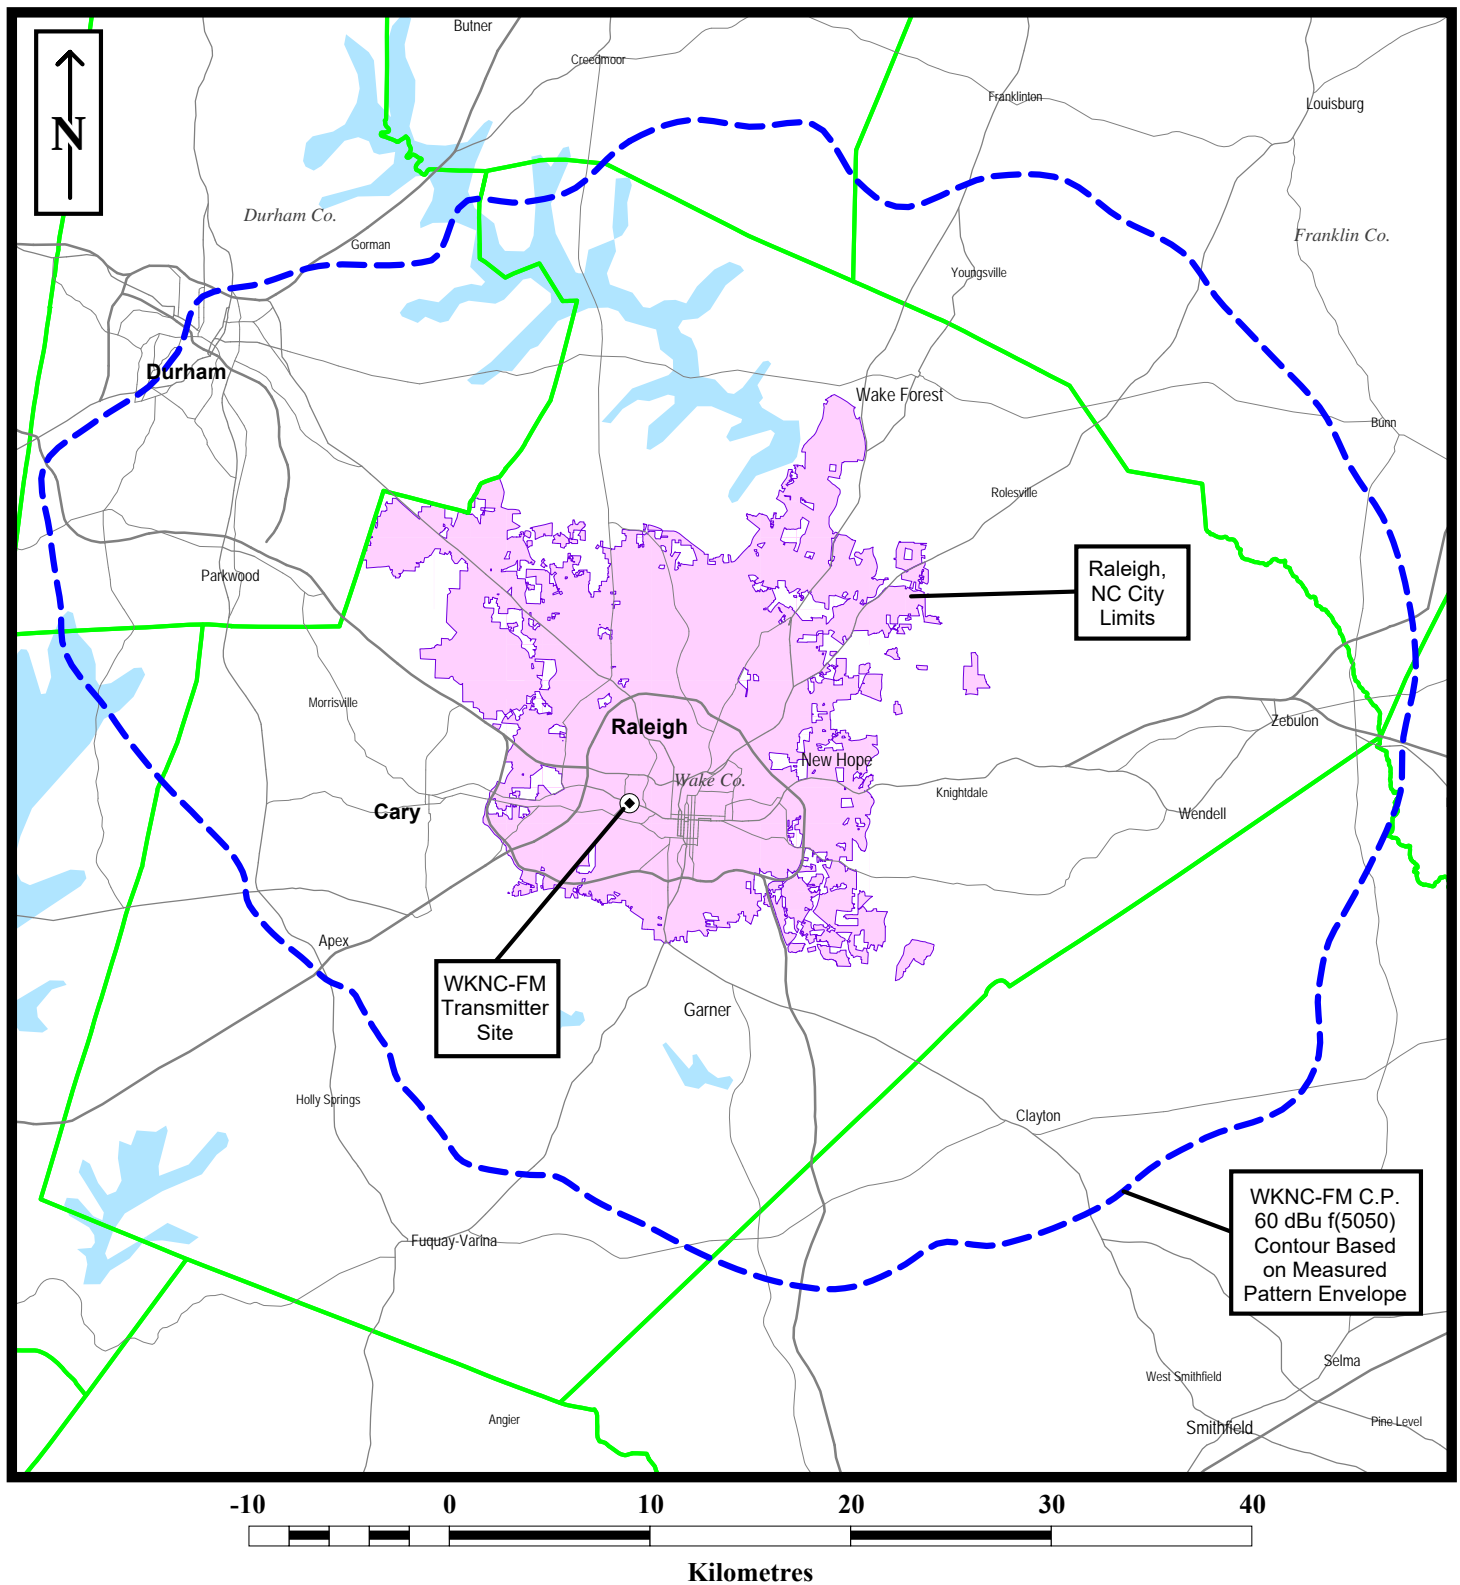 Butner
Creedmoor
Franklinton
Louisburg
N
Durham Co.
Gorman
Franklin Co.
Youngsville
Durham
Wake Forest
Bunn
Rolesville
Parkwood
Raleigh,
NC City
Limits
Morrisville
Raleigh
Zebulon
New Hope
Wake Co.
Knightdale
Cary
Wendell
Apex
WKNC-FM
Transmitter
Site
Garner
Holly Springs
Clayton
WKNC-FM C.P.
60 dBu f(5050)
Contour Based
on Measured
Pattern Envelope
Fuquay-Varina
Selma
West Smithfield
Angier
Pine Level
Smithfield
-10 0 10 20 30 40
Kilometres